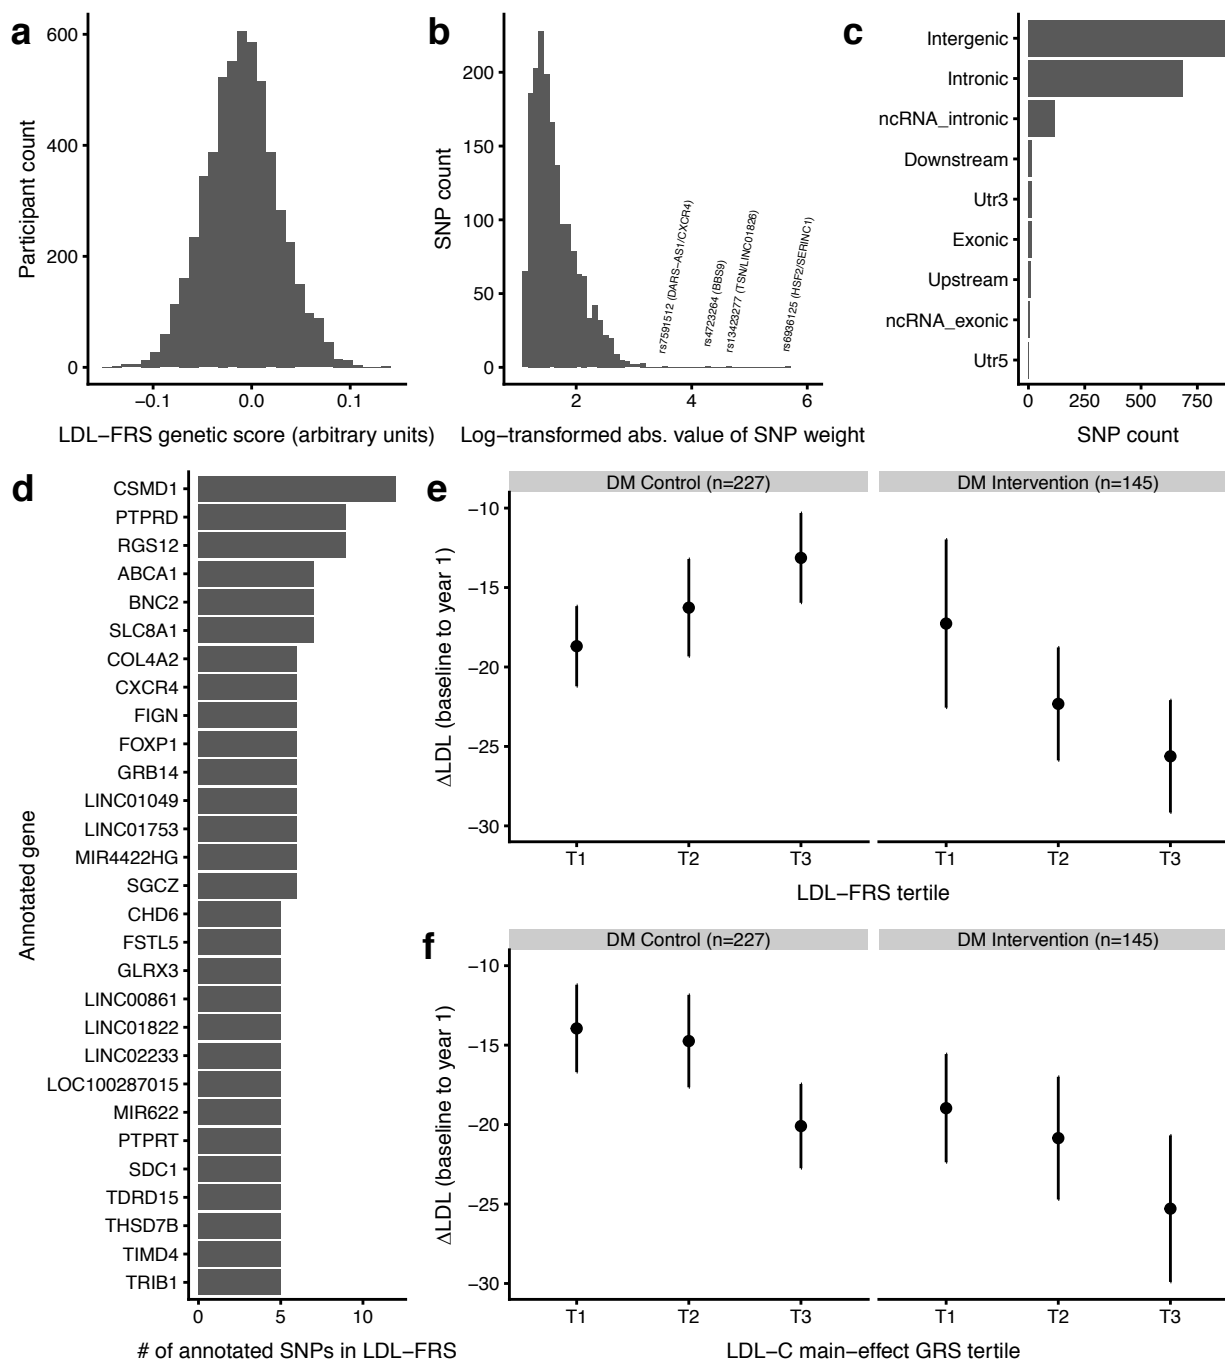 a
600
400
200
0
Participant count
−0.1
0.0
0.1
LDL−FRS genetic score (arbitrary units)
b
200
150
100
50
0
SNP count
rs7591512 (DARS−AS1/CXCR4)
rs4723264 (BBS9)
rs13423277 (TSN/LINC01826)
rs6936125 (HSF2/SERINC1)
2
4
6
Log−transformed abs. value of SNP weight
c
Intergenic
Intronic
ncRNA_intronic
Downstream
Utr3
Exonic
Upstream
ncRNA_exonic
Utr5
0
250
500
750
SNP count
d
Annotated gene
CSMD1
PTPRD
RGS12
ABCA1
BNC2
SLC8A1
COL4A2
CXCR4
FIGN
FOXP1
GRB14
LINC01049
LINC01753
MIR4422HG
SGCZ
CHD6
FSTL5
GLRX3
LINC00861
LINC01822
LINC02233
LOC100287015
MIR622
PTPRT
SDC1
TDRD15
THSD7B
TIMD4
TRIB1
0
5
10
# of annotated SNPs in LDL−FRS
e
DM Control (n=227)
DM Intervention (n=145)
ΔLDL (baseline to year 1)
−10
−15
−20
−25
−30
T1
T2
T3
T1
T2
T3
LDL−FRS tertile
f
DM Control (n=227)
DM Intervention (n=145)
ΔLDL (baseline to year 1)
−10
−15
−20
−25
−30
T1
T2
T3
T1
T2
T3
LDL−C main−effect GRS tertile